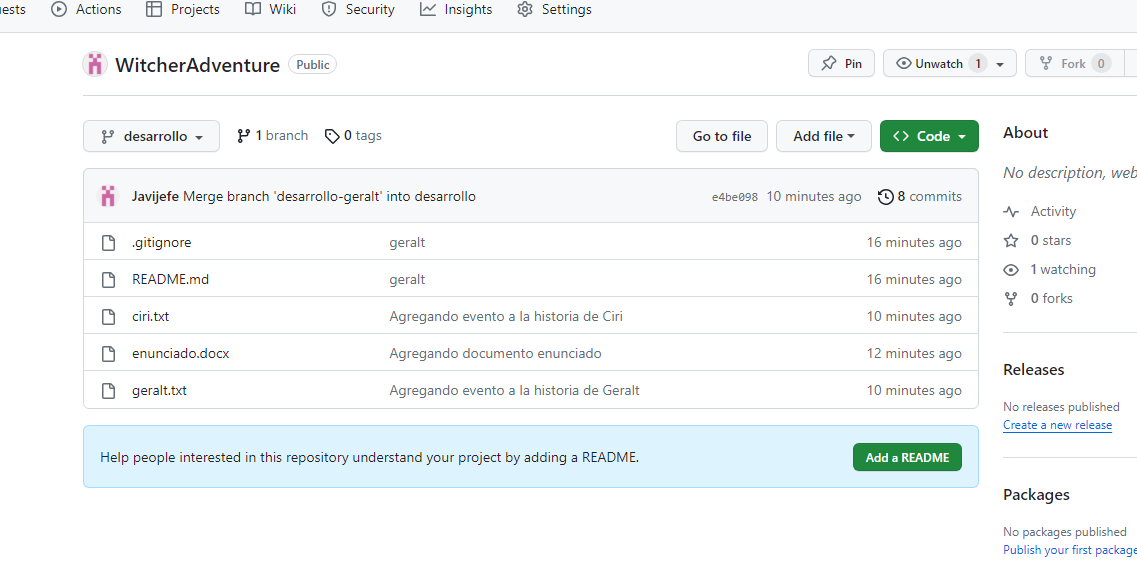 ests Actions Projects Wiki Security Insights Settings
WitcherAdventure Public Pin Unwatch 1 Fork 0
desarrollo 1 branch 0 tags Go to file Add file <> Code
Javijefe Merge branch 'desarrollo-geralt' into desarrollo e4be098 10 minutes ago 8 commits
.gitignore geralt 16 minutes ago
README.md geralt 16 minutes ago
ciri.txt Agregando evento a la historia de Ciri 10 minutes ago
enunciado.docx Agregando documento enunciado 12 minutes ago
geralt.txt Agregando evento a la historia de Geralt 10 minutes ago
Help people interested in this repository understand your project by adding a README. Add a README
About
No description, web
Activity
0 stars
1 watching
0 forks
Releases
No releases published
Create a new release
Packages
No packages published
Publish your first package